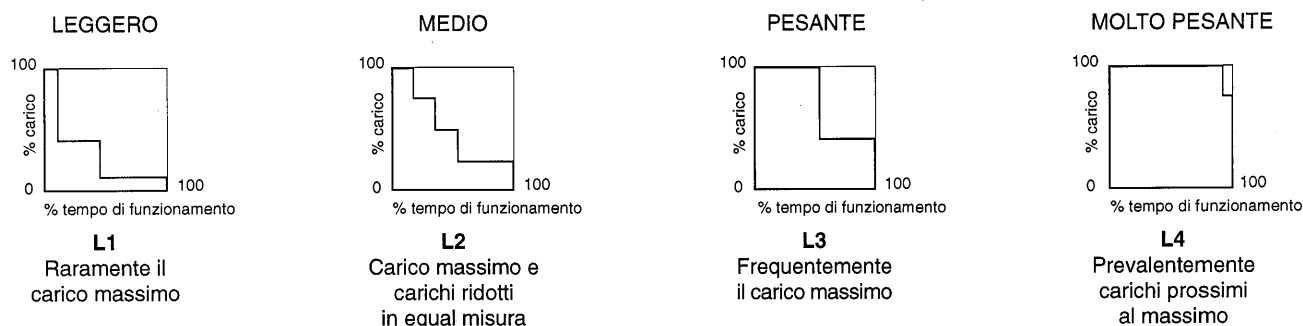 LEGGERO
100
% carico
0
100
% tempo di funzionamento
L1
Raramente il
carico massimo
MEDIO
100
% carico
0
100
% tempo di funzionamento
L2
Carico massimo e
carichi ridotti
in equal misura
PESANTE
100
% carico
0
100
% tempo di funzionamento
L3
Frequentemente
il carico massimo
MOLTO PESANTE
100
% carico
0
100
% tempo di funzionamento
L4
Prevalentemente
carichi prossimi
al massimo